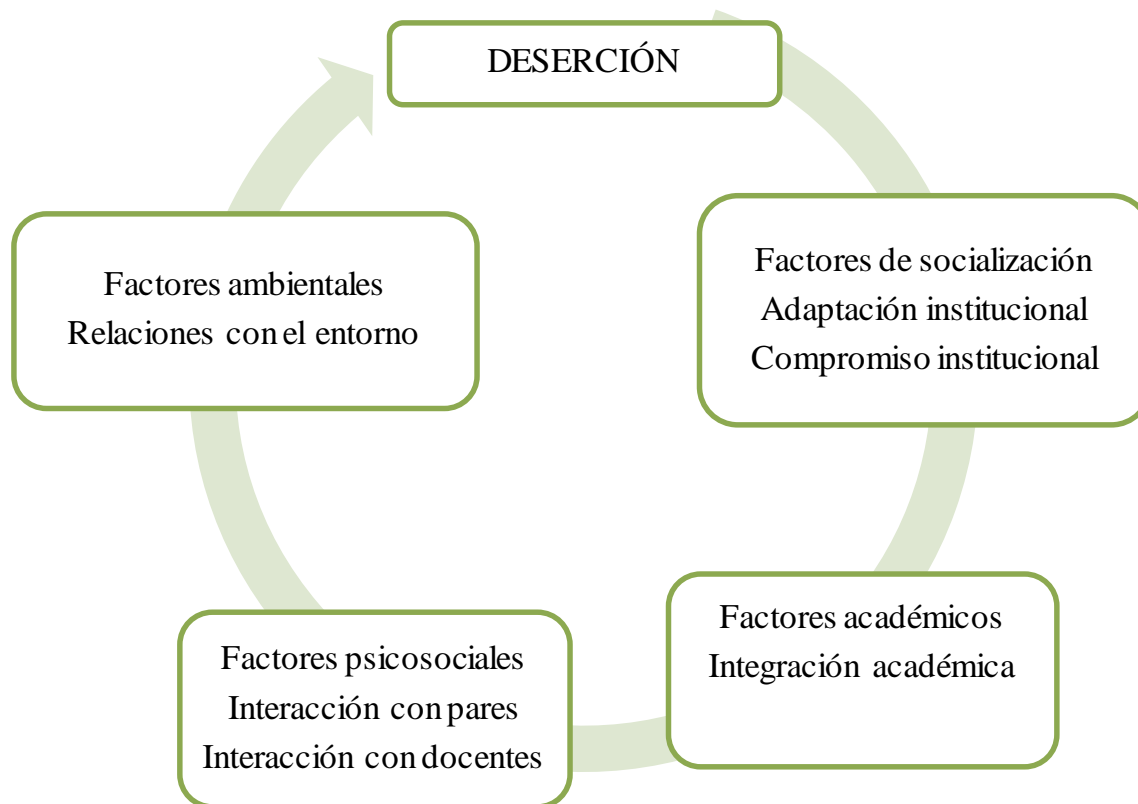 DESERCIÓN
Factores de socialización
Adaptación institucional
Compromiso institucional
Factores académicos
Integración académica
Factores psicosociales
Interacción con pares
Interacción con docentes
Factores ambientales
Relaciones con el entorno